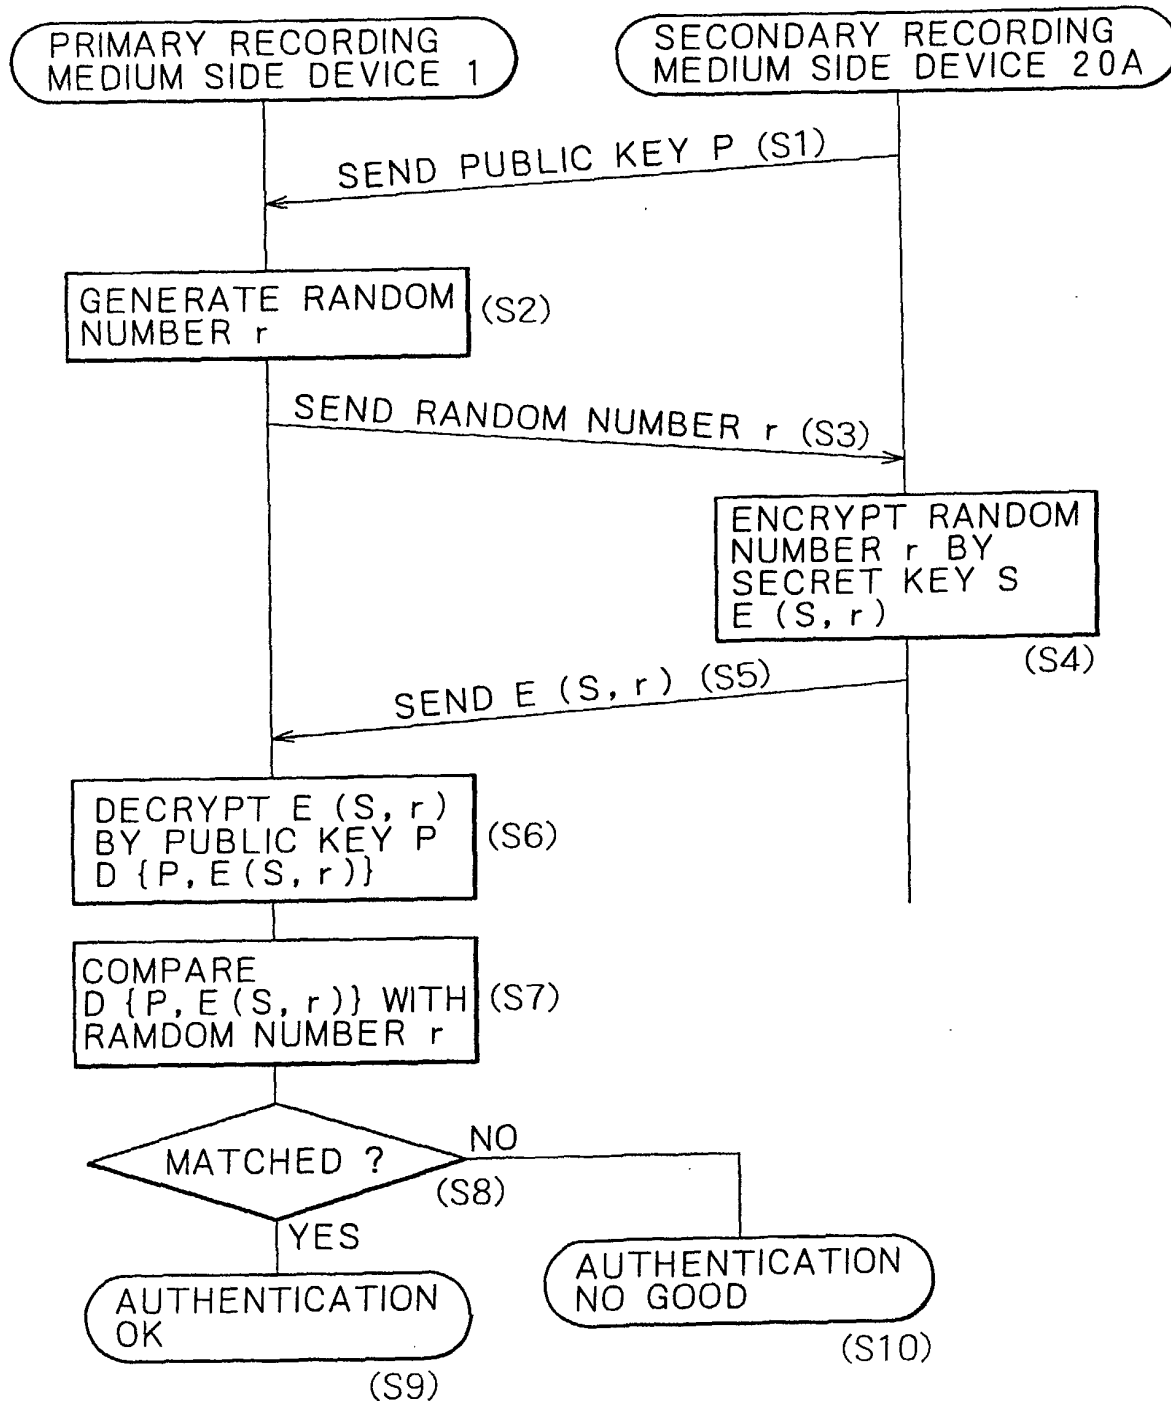 PRIMARY RECORDING
MEDIUM SIDE DEVICE 1
SECONDARY RECORDING
MEDIUM SIDE DEVICE 20A
SEND PUBLIC KEY P (S1)
GENERATE RANDOM
NUMBER r
(S2)
SEND RANDOM NUMBER r (S3)
ENCRYPT RANDOM
NUMBER r BY
SECRET KEY S
E (S, r)
(S4)
SEND E (S, r) (S5)
DECRYPT E (S, r)
BY PUBLIC KEY P
D {P, E (S, r)}
(S6)
COMPARE
D {P, E (S, r)} WITH
RAMDOM NUMBER r
(S7)
MATCHED ?
(S8)
NO
YES
AUTHENTICATION
OK
(S9)
AUTHENTICATION
NO GOOD
(S10)